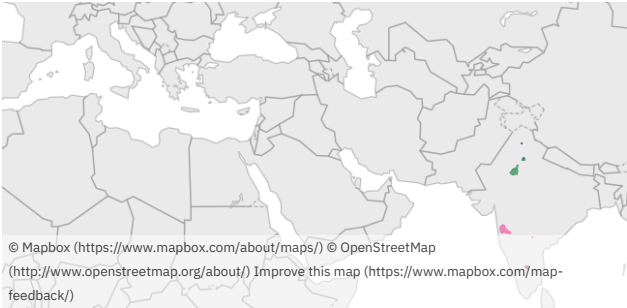 © Mapbox (https://www.mapbox.com/about/maps/) © OpenStreetMap
(http://www.openstreetmap.org/about/) Improve this map (https://www.mapbox.com/map-
feedback/)